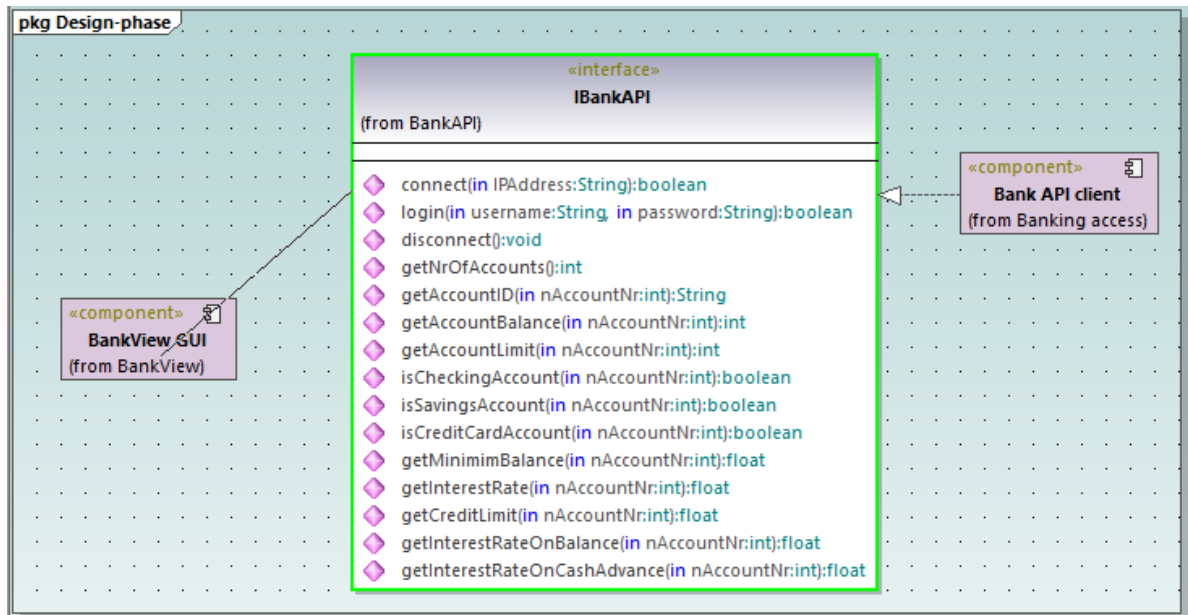 pkg Design-phase
«interface»
IBankAPI
(from BankAPI)
connect(in IPAddress:String):boolean
login(in username:String, in password:String):boolean
disconnect():void
getNrOfAccounts():int
getAccountID(in nAccountNr:int):String
getAccountBalance(in nAccountNr:int):int
getAccountLimit(in nAccountNr:int):int
isCheckingAccount(in nAccountNr:int):boolean
isSavingsAccount(in nAccountNr:int):boolean
isCreditCardAccount(in nAccountNr:int):boolean
getMinimimBalance(in nAccountNr:int):float
getInterestRate(in nAccountNr:int):float
getCreditLimit(in nAccountNr:int):float
getInterestRateOnBalance(in nAccountNr:int):float
getInterestRateOnCashAdvance(in nAccountNr:int):float
«component»
BankView GUI
(from BankView)
«component»
Bank API client
(from Banking access)